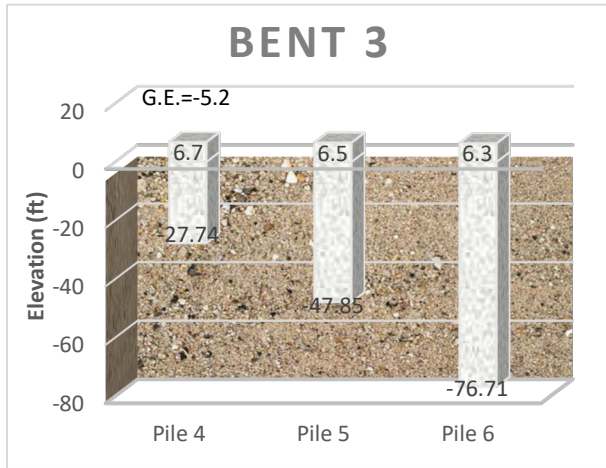 BENT 3
G.E.=-5.2
Elevation (ft)
20
0
-20
-40
-60
-80
6.7
6.5
6.3
-27.74
-47.85
-76.71
Pile 4
Pile 5
Pile 6